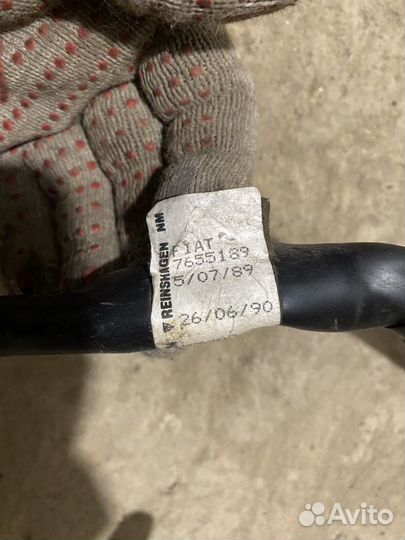 REINSHAGEN NM
FIAT
7655189
5/07/89
26/06/90
Avito